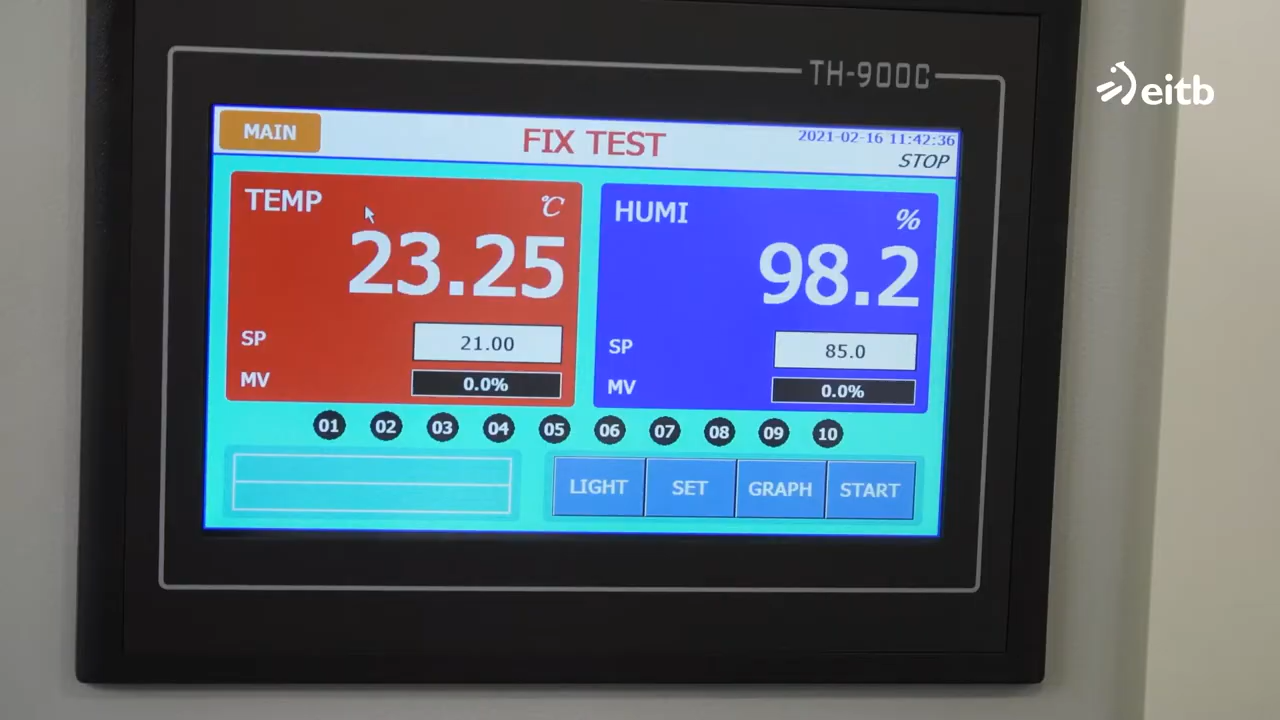 TH-900C
eitb
MAIN
FIX TEST
2021-02-16 11:42:36
STOP
TEMP
℃
23.25
SP
21.00
MV
0.0%
HUMI
%
98.2
SP
85.0
MV
0.0%
01 02 03 04 05 06 07 08 09 10
LIGHT SET GRAPH START